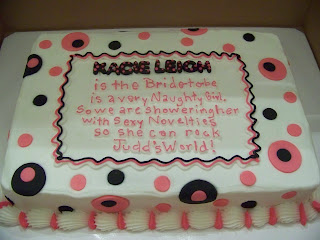 KACIE LEIGH
is the Bride to be
is a very Naughty Girl.
So we are Showering her
with Sexy Novelties
So she can rock
Judd's World!